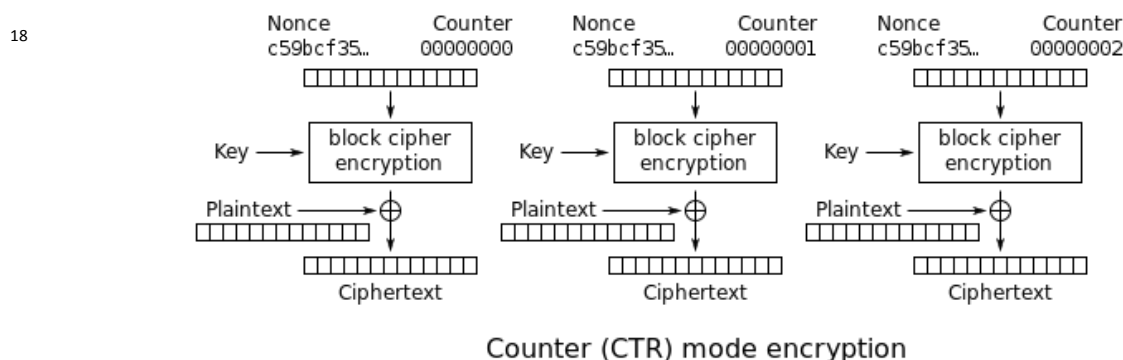 18
Nonce Counter Nonce Counter Nonce Counter
c59bcf35… 00000000 c59bcf35… 00000001 c59bcf35… 00000002
Key block cipher encryption Key block cipher encryption Key block cipher encryption
Plaintext Plaintext Plaintext
Ciphertext Ciphertext Ciphertext
Counter (CTR) mode encryption